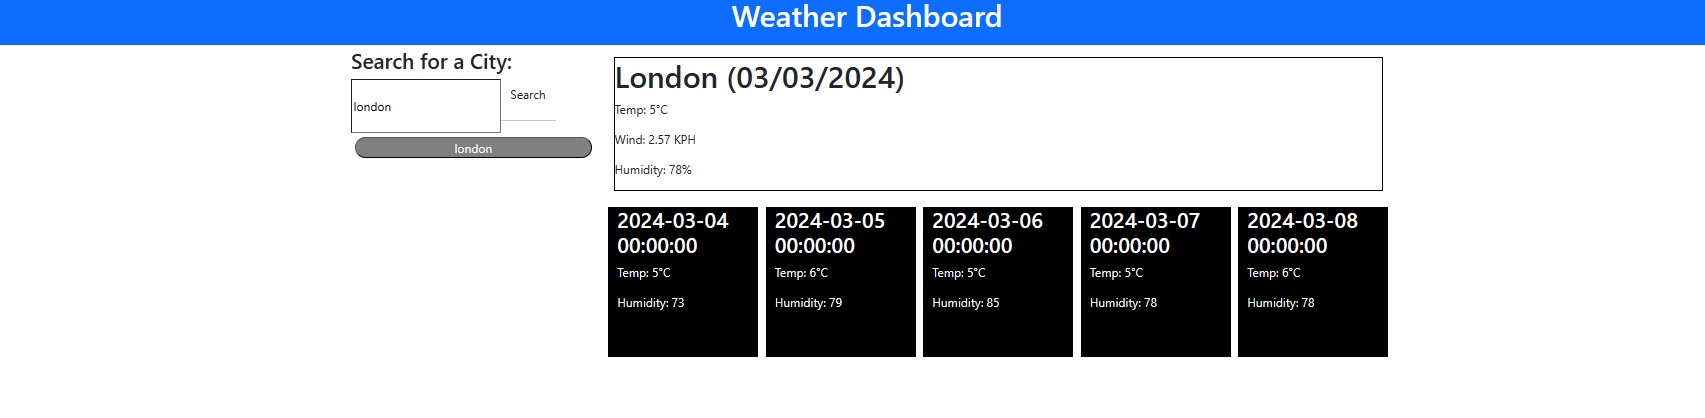 Weather Dashboard
Search for a City:
london
Search
london
London (03/03/2024)
Temp: 5°C
Wind: 2.57 KPH
Humidity: 78%
2024-03-04
00:00:00
Temp: 5°C
Humidity: 73
2024-03-05
00:00:00
Temp: 6°C
Humidity: 79
2024-03-06
00:00:00
Temp: 5°C
Humidity: 85
2024-03-07
00:00:00
Temp: 5°C
Humidity: 78
2024-03-08
00:00:00
Temp: 6°C
Humidity: 78